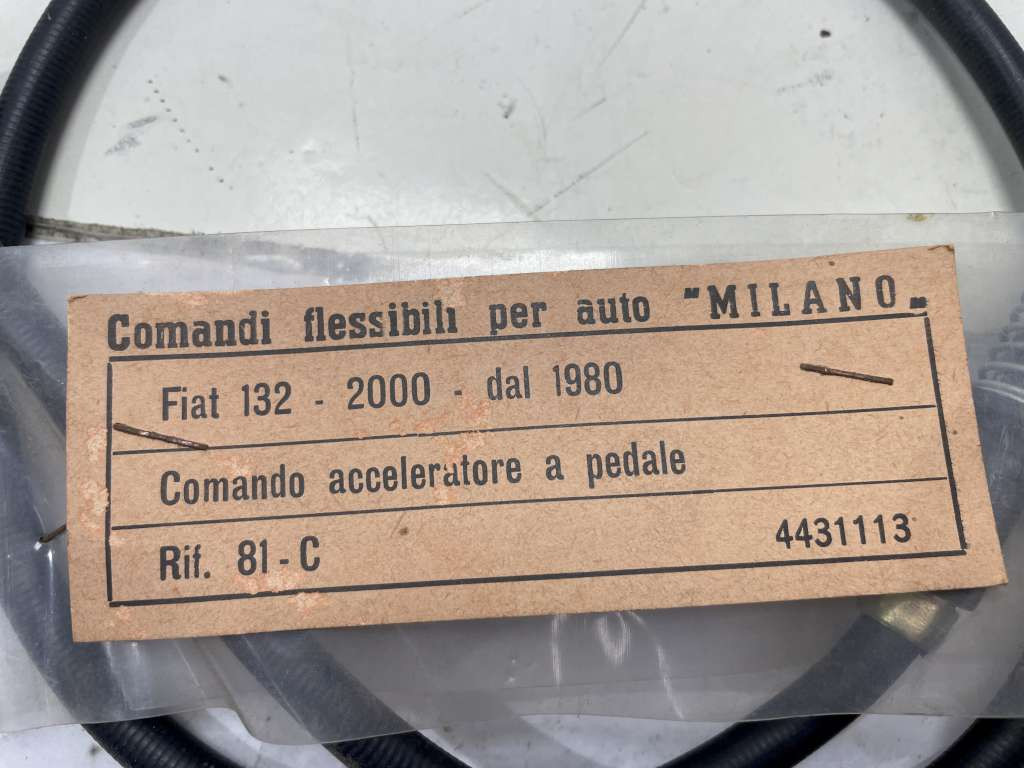 Comandi flessibili per auto "MILANO"
Fiat 132 - 2000 - dal 1980
Comando acceleratore a pedale
Rif. 81-C 4431113